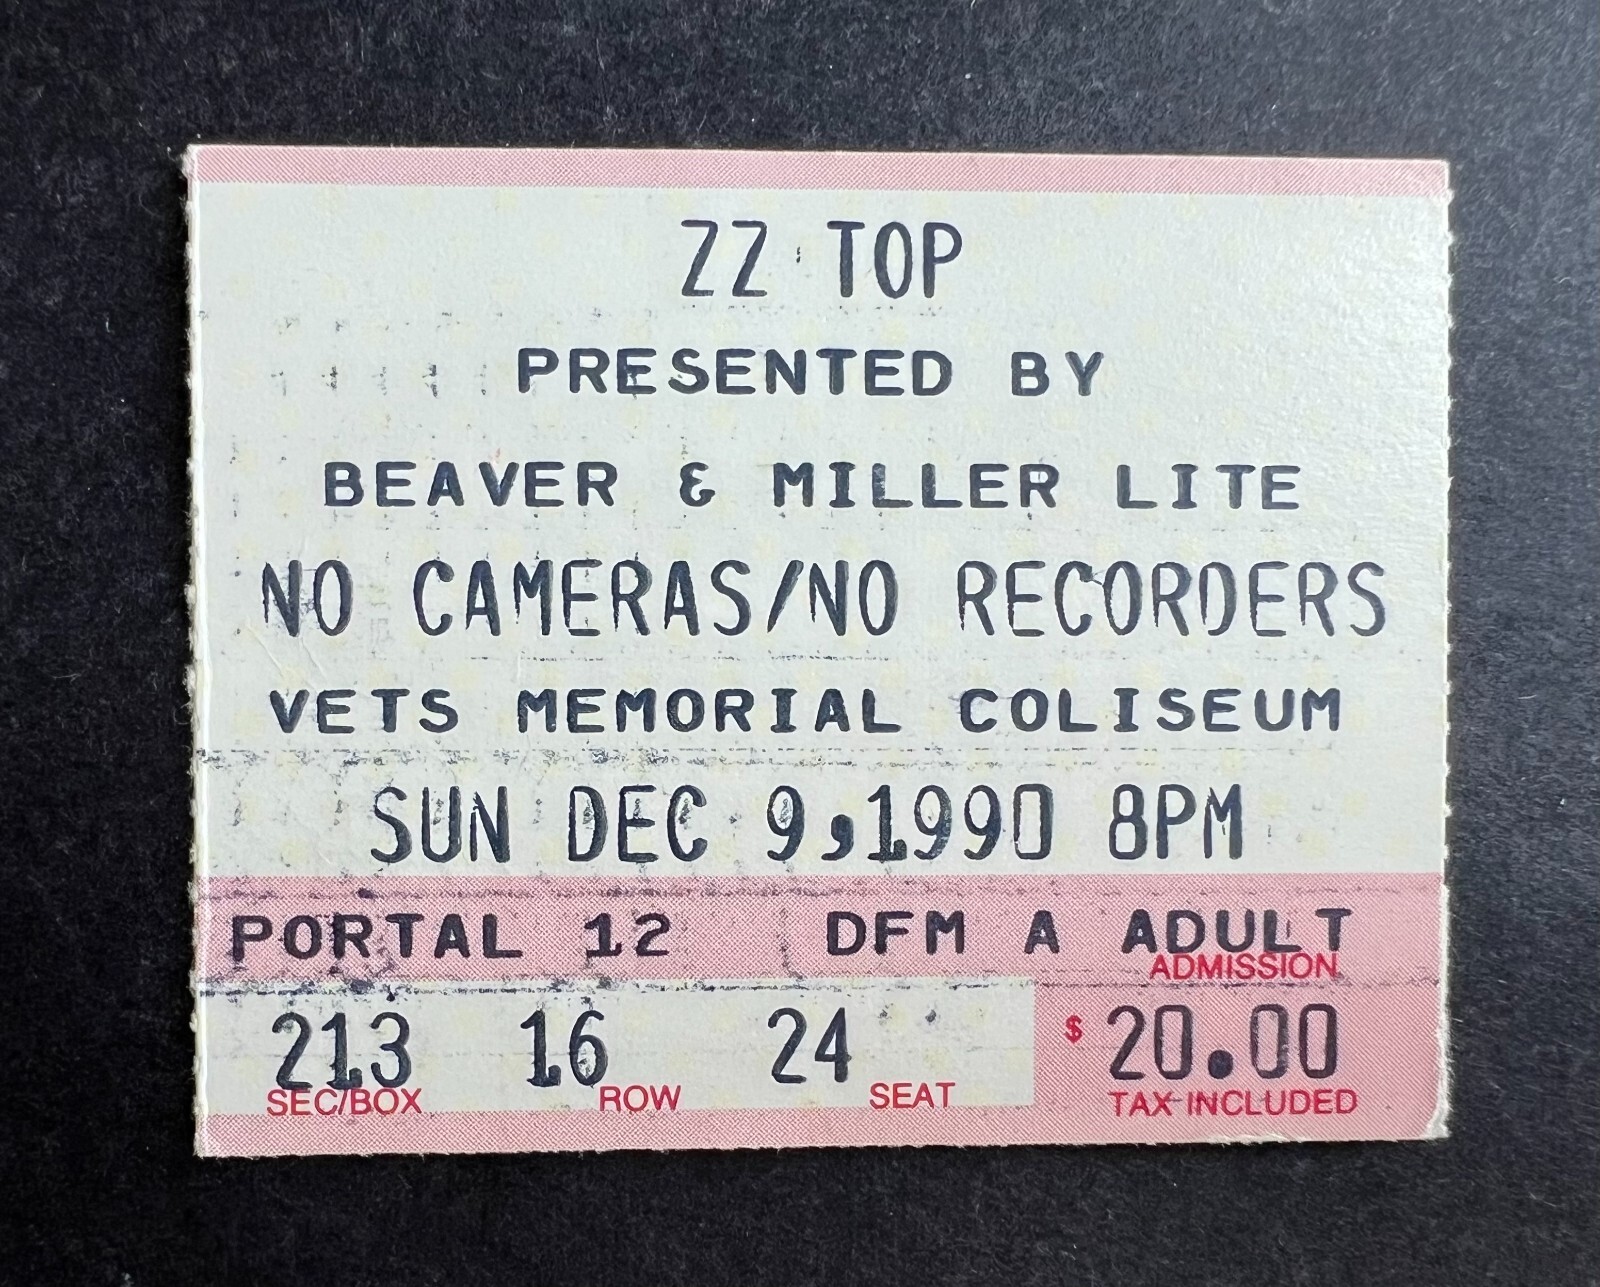 ZZ TOP
PRESENTED BY
BEAVER & MILLER LITE
NO CAMERAS/NO RECORDERS
VETS MEMORIAL COLISEUM
SUN DEC 9,1990 8PM
PORTAL 12 DFM A ADULT
ADMISSION
213 16 24 $ 20.00
SEC/BOX ROW SEAT TAX INCLUDED